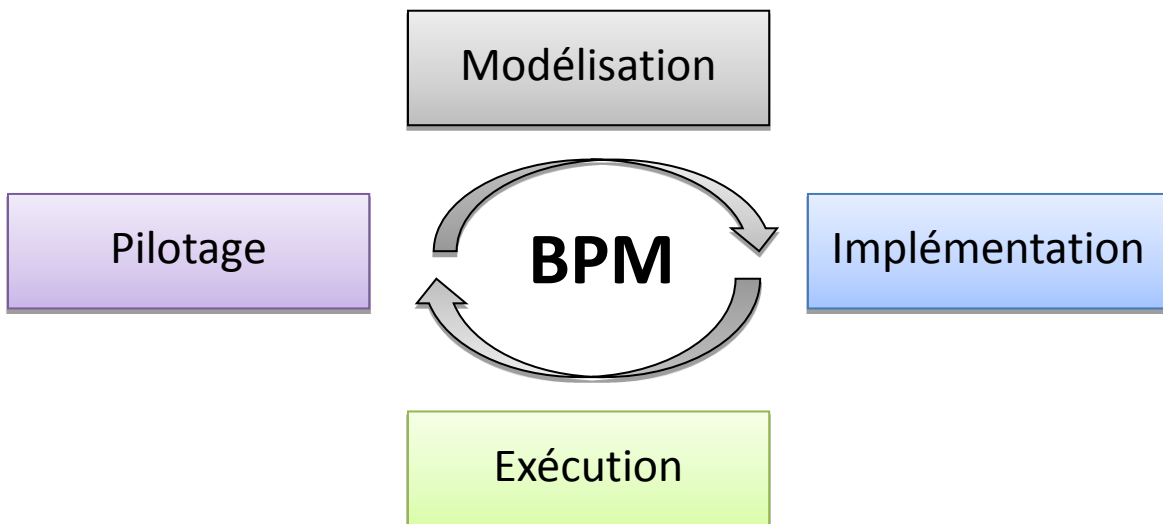 Modélisation
Pilotage
BPM
Implémentation
Exécution